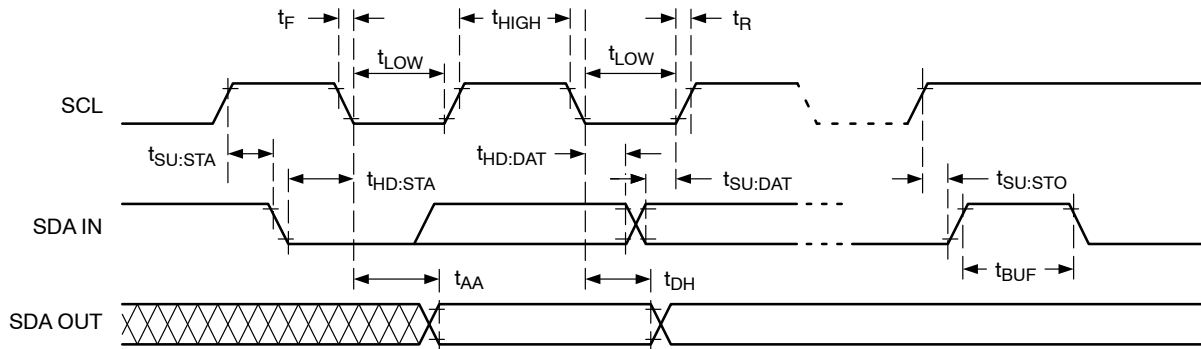 tF
tHIGH
tR
tLOW
tLOW
SCL
tSU:STA
tHD:STA
tHD:DAT
tSU:DAT
tSU:STO
SDA IN
tAA
tDH
tBUF
SDA OUT